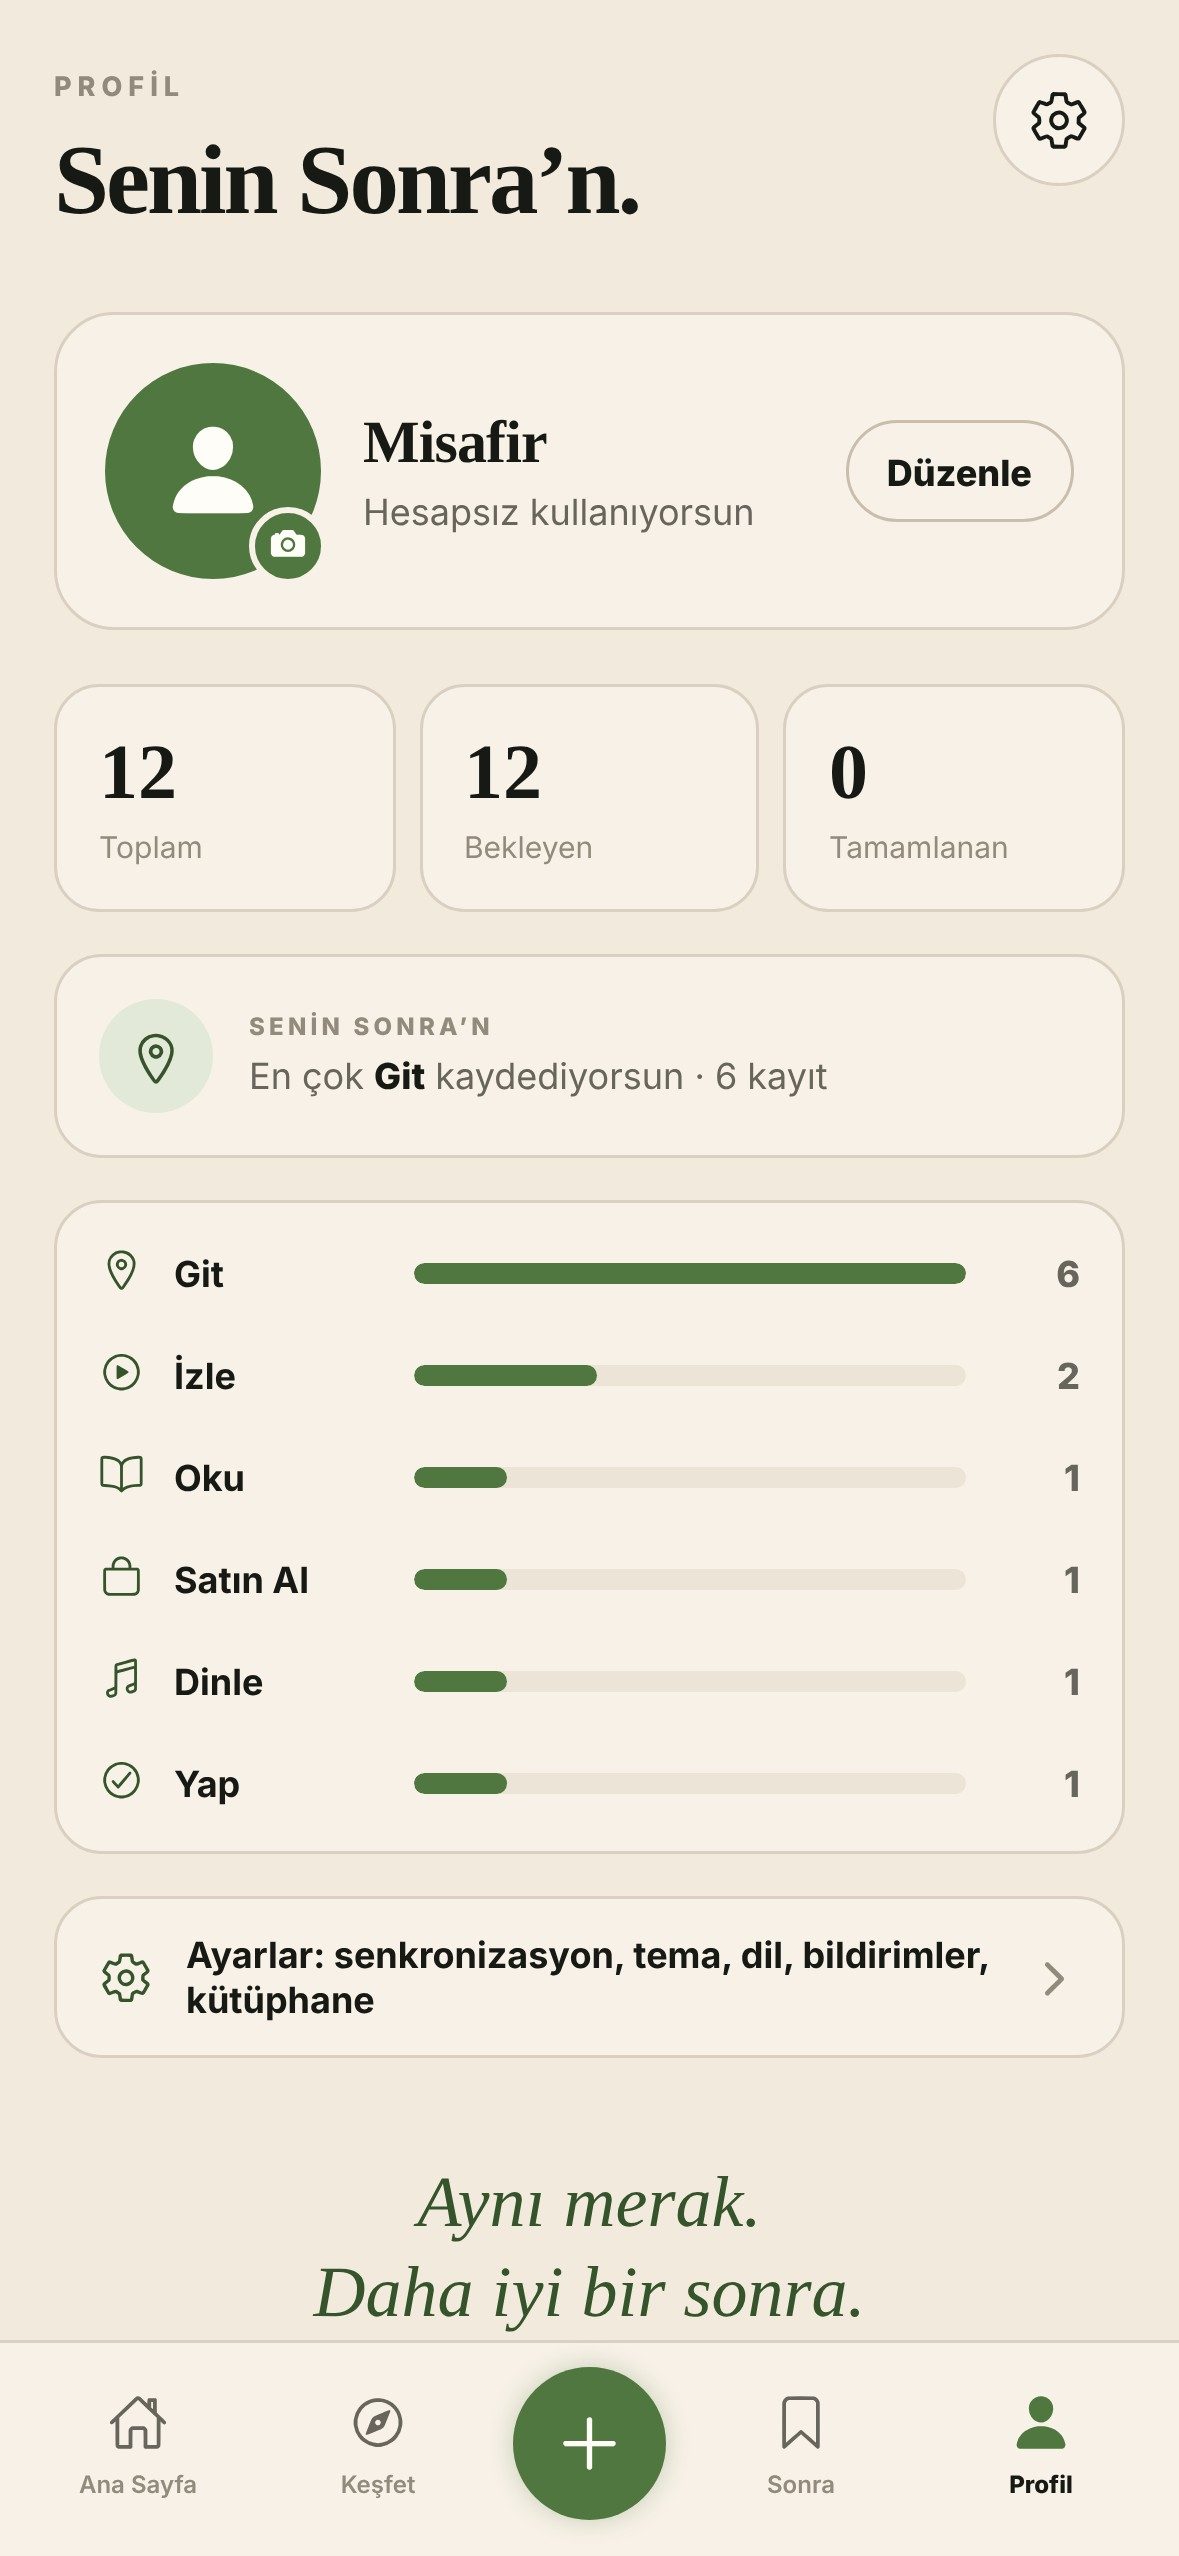 PROFİL
Senin Sonra’n.
Misafir
Hesapsız kullanıyorsun
Düzenle
12
Toplam
12
Bekleyen
0
Tamamlanan
SENİN SONRA’N
En çok Git kaydediyorsun · 6 kayıt
Git 6
İzle 2
Oku 1
Satın Al 1
Dinle 1
Yap 1
Ayarlar: senkronizasyon, tema, dil, bildirimler,
kütüphane
Aynı merak.
Daha iyi bir sonra.
Ana Sayfa
Keşfet
Sonra
Profil